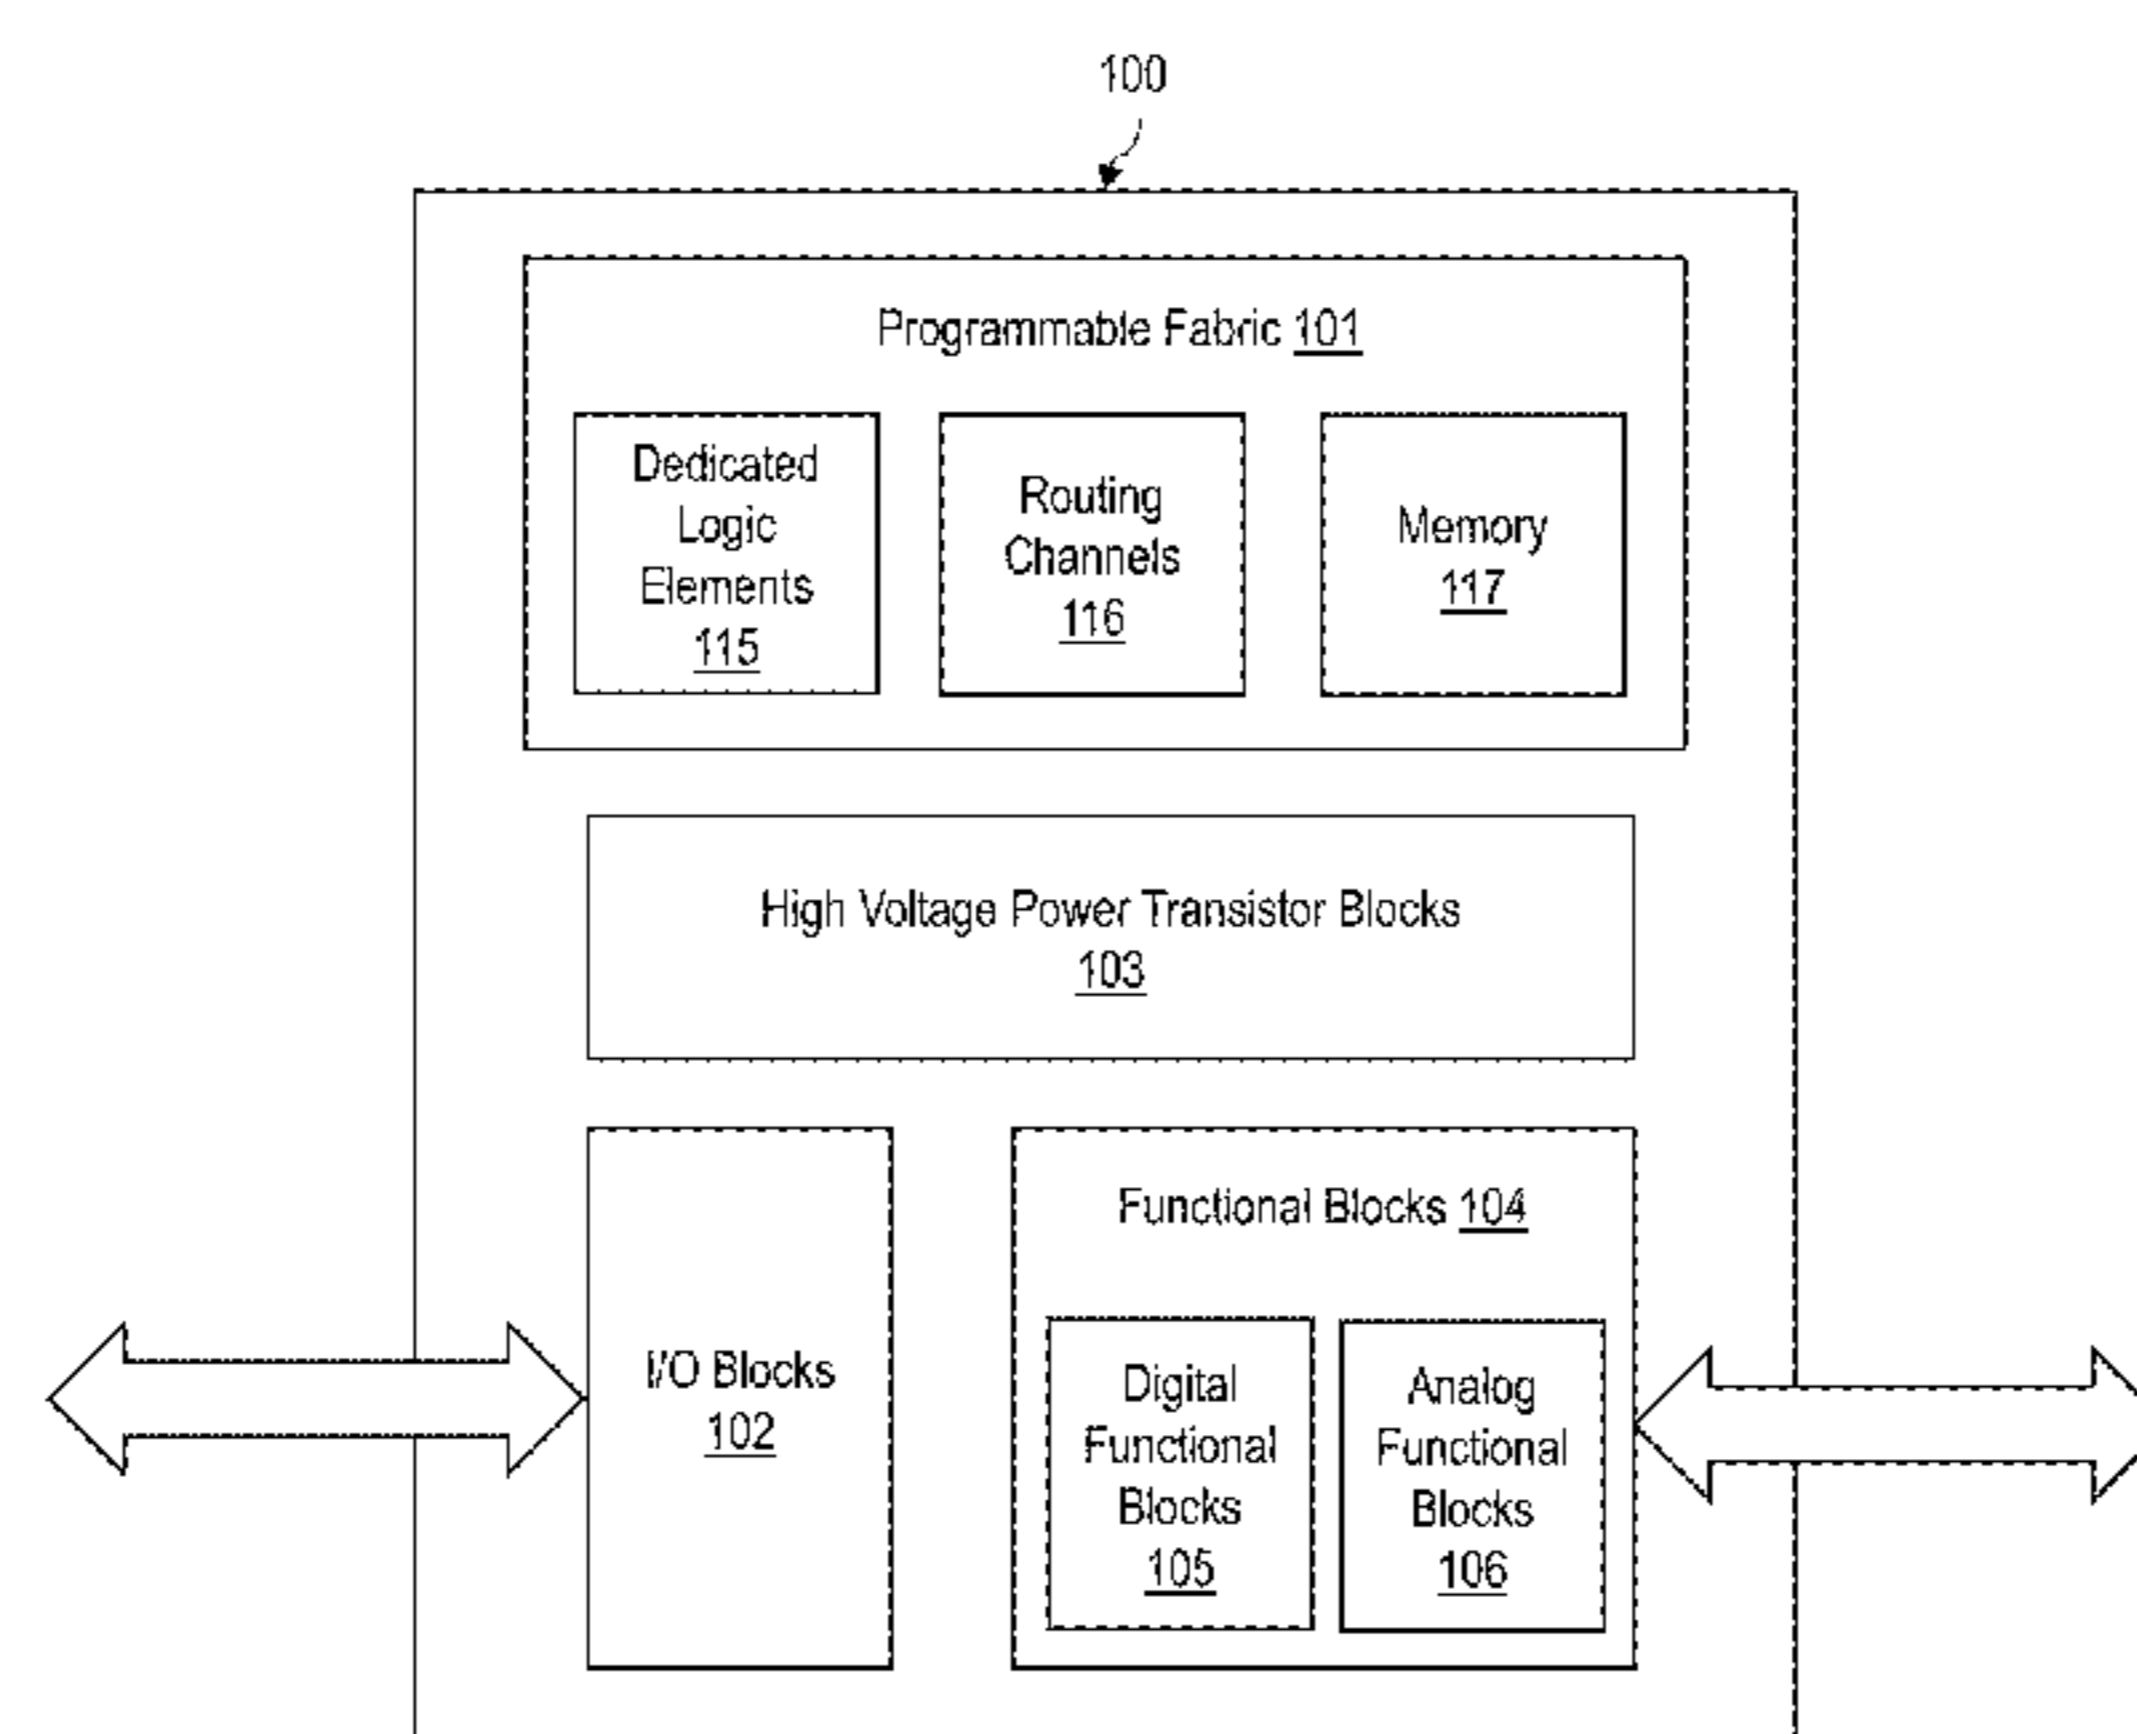 100
Programmable Fabric 101
Dedicated
Logic
Elements
115
Routing
Channels
116
Memory
117
High Voltage Power Transistor Blocks
103
I/O Blocks
102
Functional Blocks 104
Digital
Functional
Blocks
105
Analog
Functional
Blocks
106